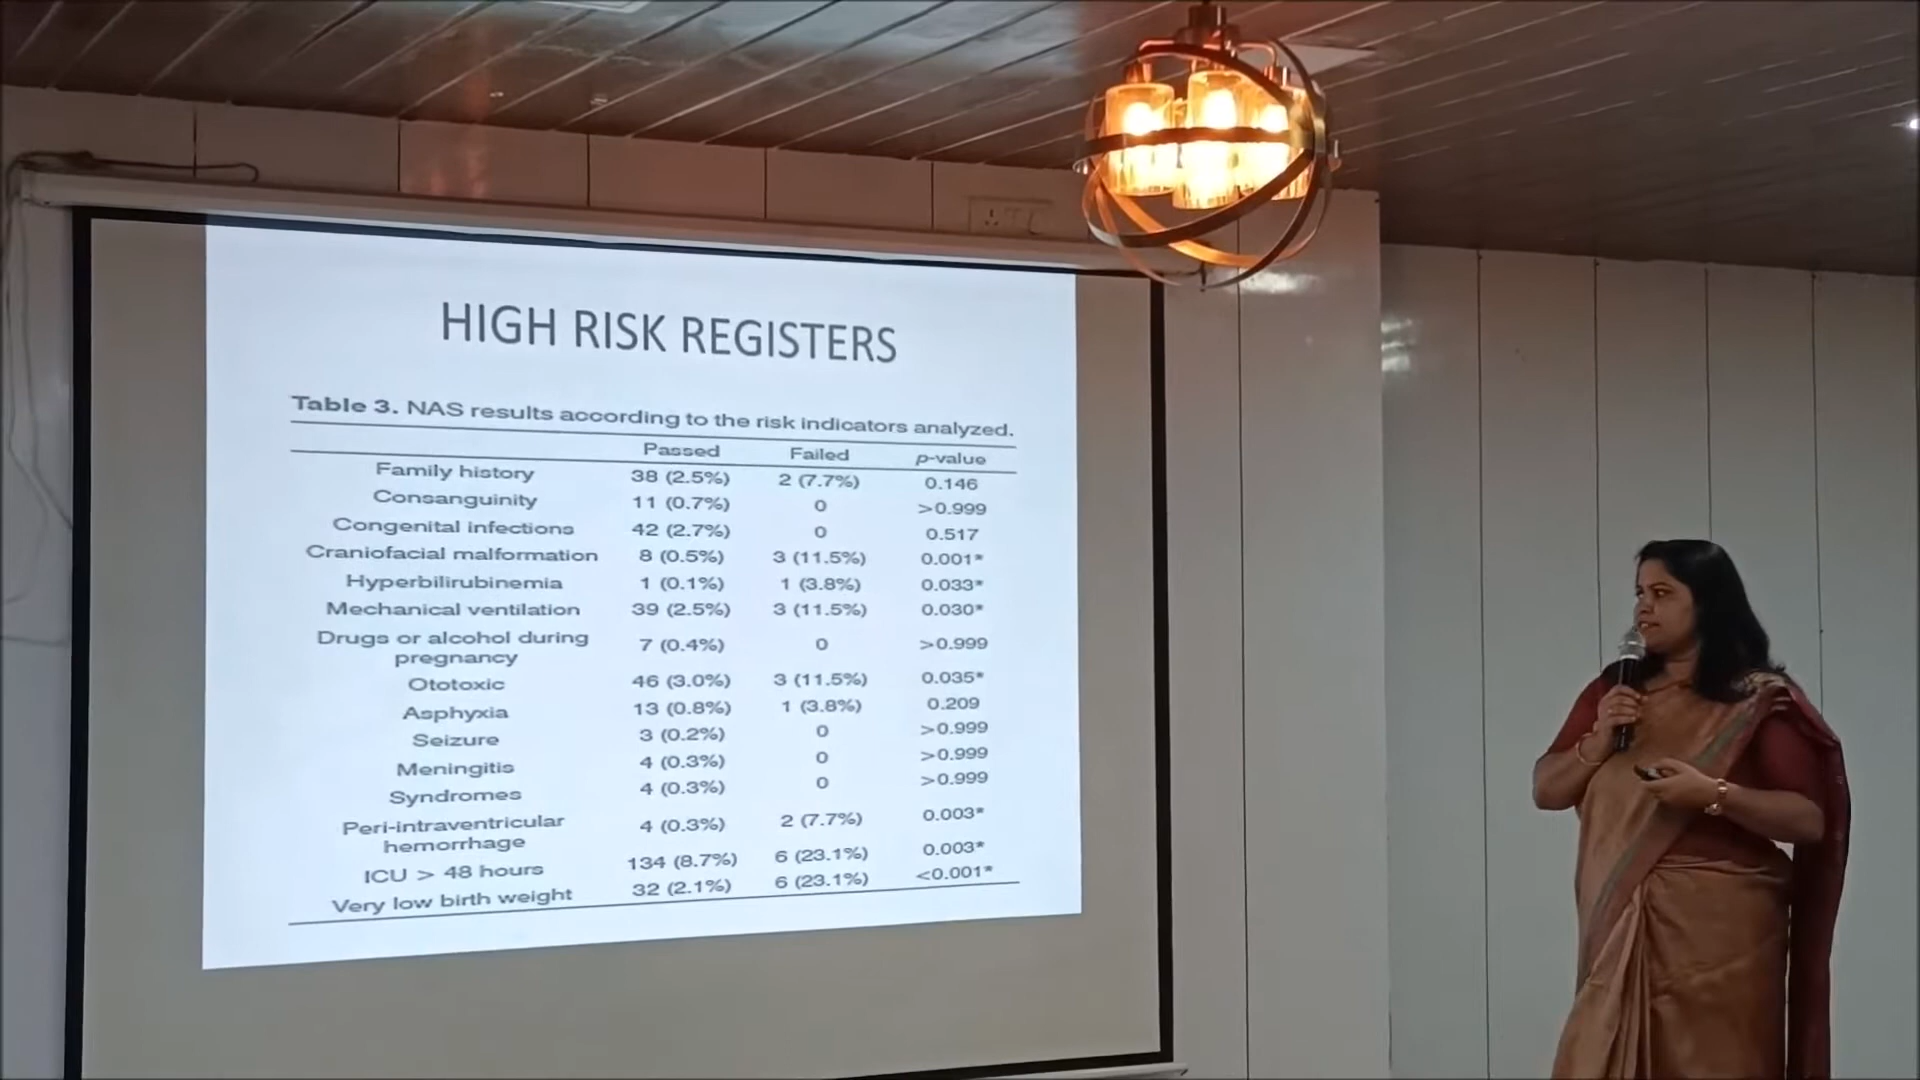 HIGH RISK REGISTERS
Table 3. NAS results according to the risk indicators analyzed.
Passed Failed p-value
Family history 38 (2.5%) 2 (7.7%) 0.146
Consanguinity 11 (0.7%) 0 >0.999
Congenital infections 42 (2.7%) 0 0.517
Craniofacial malformation 8 (0.5%) 3 (11.5%) 0.001*
Hyperbilirubinemia 1 (0.1%) 1 (3.8%) 0.033*
Mechanical ventilation 39 (2.5%) 3 (11.5%) 0.030*
Drugs or alcohol during
pregnancy 7 (0.4%) 0 >0.999
Ototoxic 46 (3.0%) 3 (11.5%) 0.035*
Asphyxia 13 (0.8%) 1 (3.8%) 0.209
Seizure 3 (0.2%) 0 >0.999
Meningitis 4 (0.3%) 0 >0.999
Syndromes 4 (0.3%) 0 >0.999
Peri-intraventricular
hemorrhage 4 (0.3%) 2 (7.7%) 0.003*
ICU > 48 hours 134 (8.7%) 6 (23.1%) 0.003*
Very low birth weight 32 (2.1%) 6 (23.1%) <0.001*